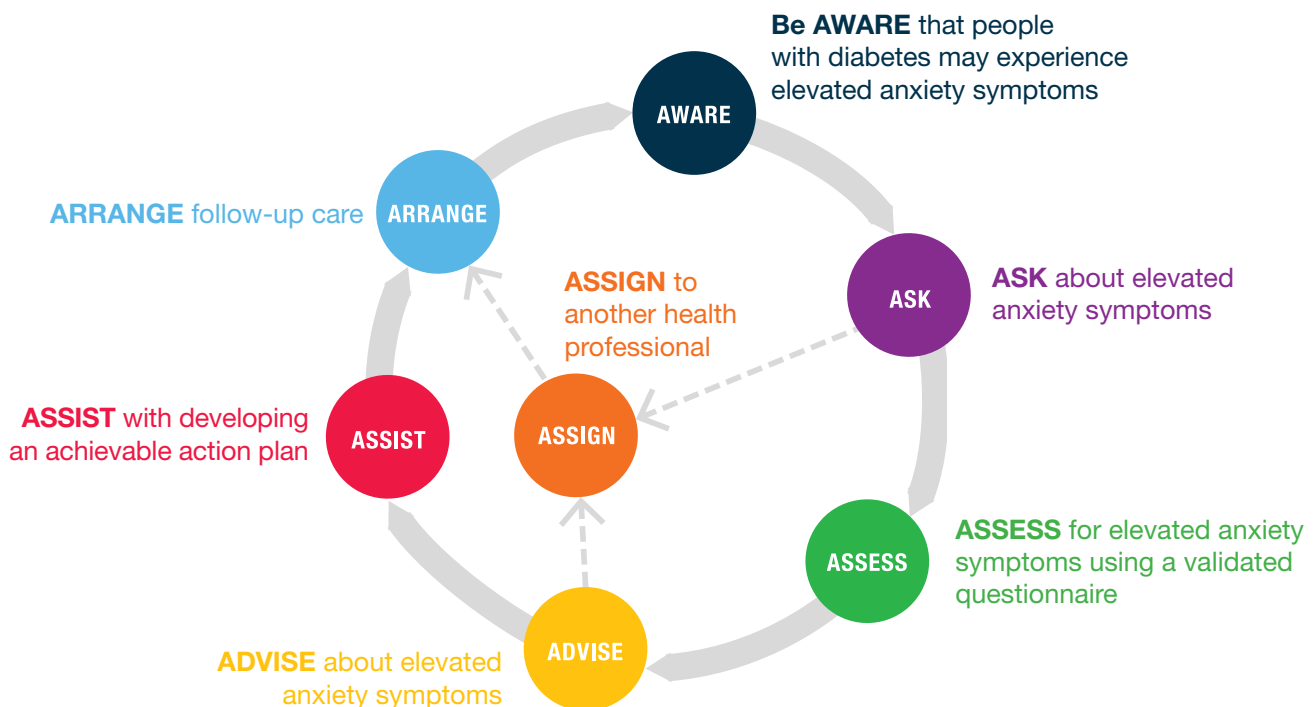 Be AWARE that people
with diabetes may experience
elevated anxiety symptoms
AWARE
ARRANGE follow-up care
ARRANGE
ASSIGN to
another health
professional
ASK
ASK about elevated
anxiety symptoms
ASSIST with developing
an achievable action plan
ASSIST
ASSIGN
ASSESS
ASSESS for elevated anxiety
symptoms using a validated
questionnaire
ADVISE
ADVISE about elevated
anxiety symptoms